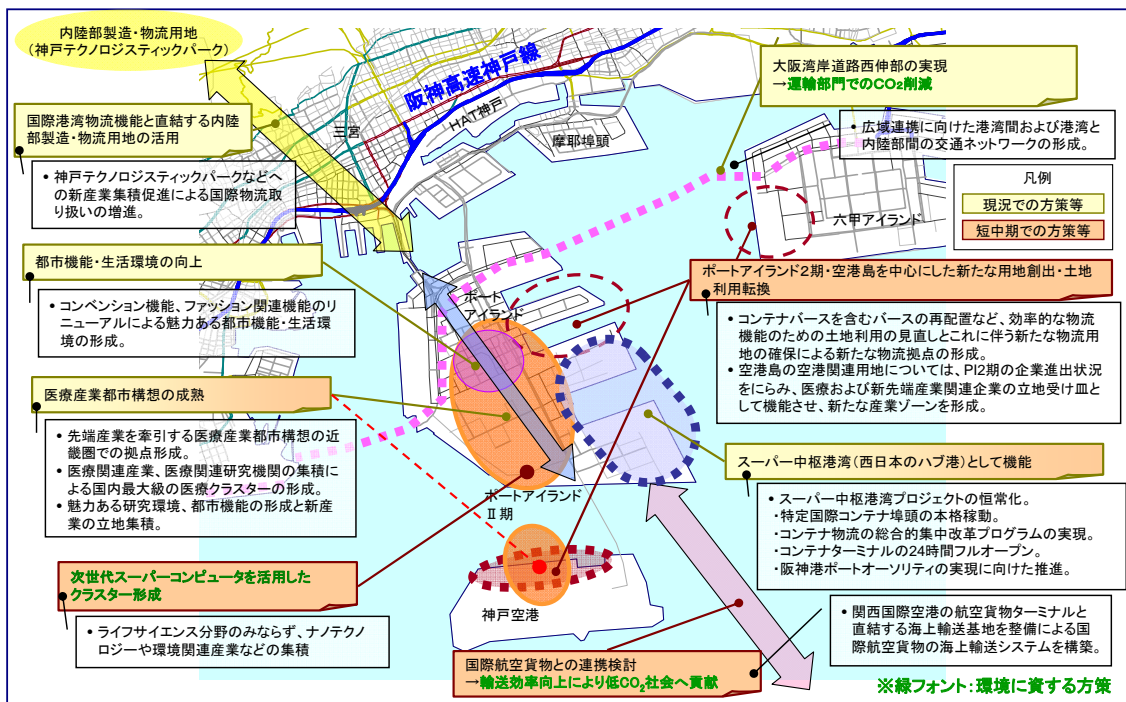 内陸部製造・物流用地
（神戸テクノロジスティックパーク）
国際港湾物流機能と直結する内陸
部製造・物流用地の活用
• 神戸テクノロジスティックパークなどへ
の新産業集積促進による国際物流取
り扱いの増進。
都市機能・生活環境の向上
• コンベンション機能、ファッション関連機能のリ
ニューアルによる魅力ある都市機能・生活環
境の形成。
医療産業都市構想の成熟
• 先端産業を牽引する医療産業都市構想の近
畿圏での拠点形成。
• 医療関連産業、医療関連研究機関の集積に
よる国内最大級の医療クラスターの形成。
• 魅力ある研究環境、都市機能の形成と新産
業の立地集積。
次世代スーパーコンピュータを活用した
クラスター形成
• ライフサイエンス分野のみならず、ナノテクノ
ロジーや環境関連産業などの集積
阪神高速神戸線
三宮
HAT神戸
摩耶埠頭
ポート
アイランド
ポートアイランド
Ⅱ期
神戸空港
六甲アイランド
大阪湾岸道路西伸部の実現
→運輸部門でのCO2削減
• 広域連携に向けた港湾間および港湾と
内陸部間の交通ネットワークの形成。
凡例
現況での方策等
短中期での方策等
ポートアイランド2期・空港島を中心にした新たな用地創出・土地
利用転換
• コンテナバースを含むバースの再配置など、効率的な物流
機能のための土地利用の見直しとこれに伴う新たな物流用
地の確保による新たな物流拠点の形成。
• 空港島の空港関連用地については、PI2期の企業進出状況
をにらみ、医療および新先端産業関連企業の立地受け皿と
して機能させ、新たな産業ゾーンを形成。
スーパー中枢港湾（西日本のハブ港）として機能
・スーパー中枢港湾プロジェクトの恒常化。
・特定国際コンテナ埠頭の本格稼動。
・コンテナ物流の総合的集中改革プログラムの実現。
・コンテナターミナルの24時間フルオープン。
・阪神港ポートオーソリティの実現に向けた推進。
国際航空貨物との連携検討
→輸送効率向上により低CO2社会へ貢献
• 関西国際空港の航空貨物ターミナルと
直結する海上輸送基地を整備による国
際航空貨物の海上輸送システムを構築。
※緑フォント：環境に資する方策